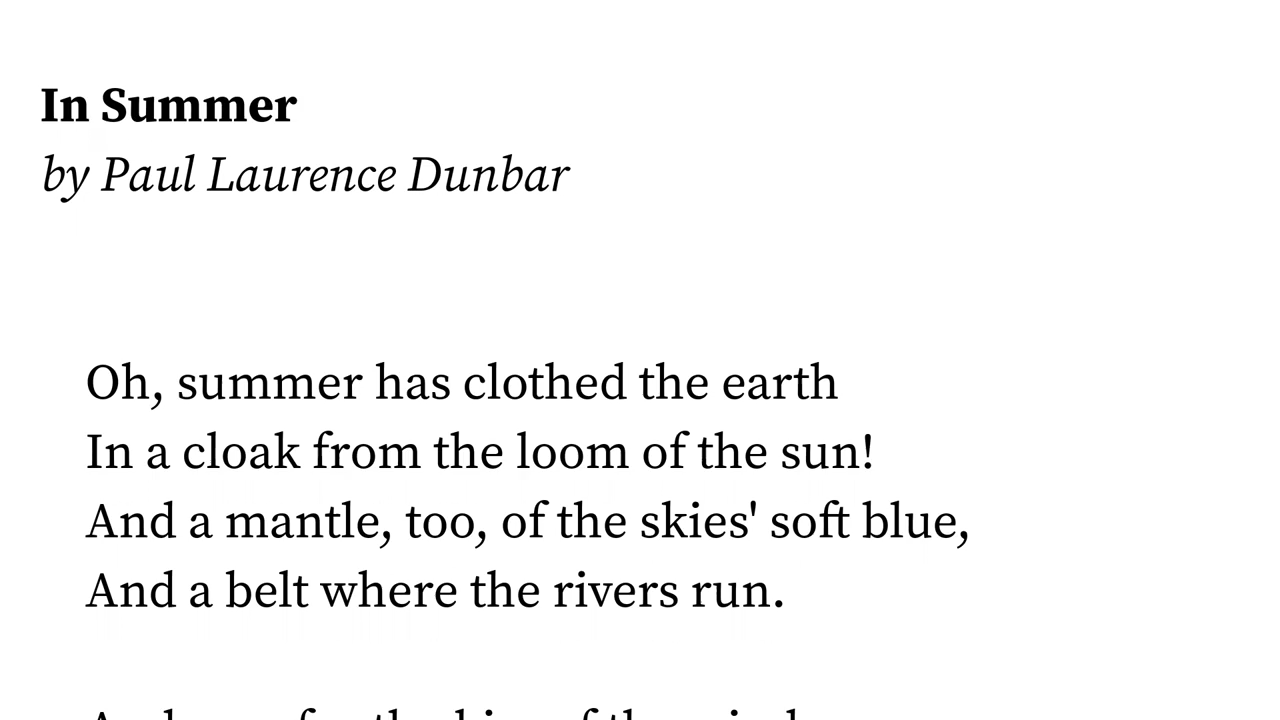 In Summer
by Paul Laurence Dunbar
Oh, summer has clothed the earth
In a cloak from the loom of the sun!
And a mantle, too, of the skies' soft blue,
And a belt where the rivers run.